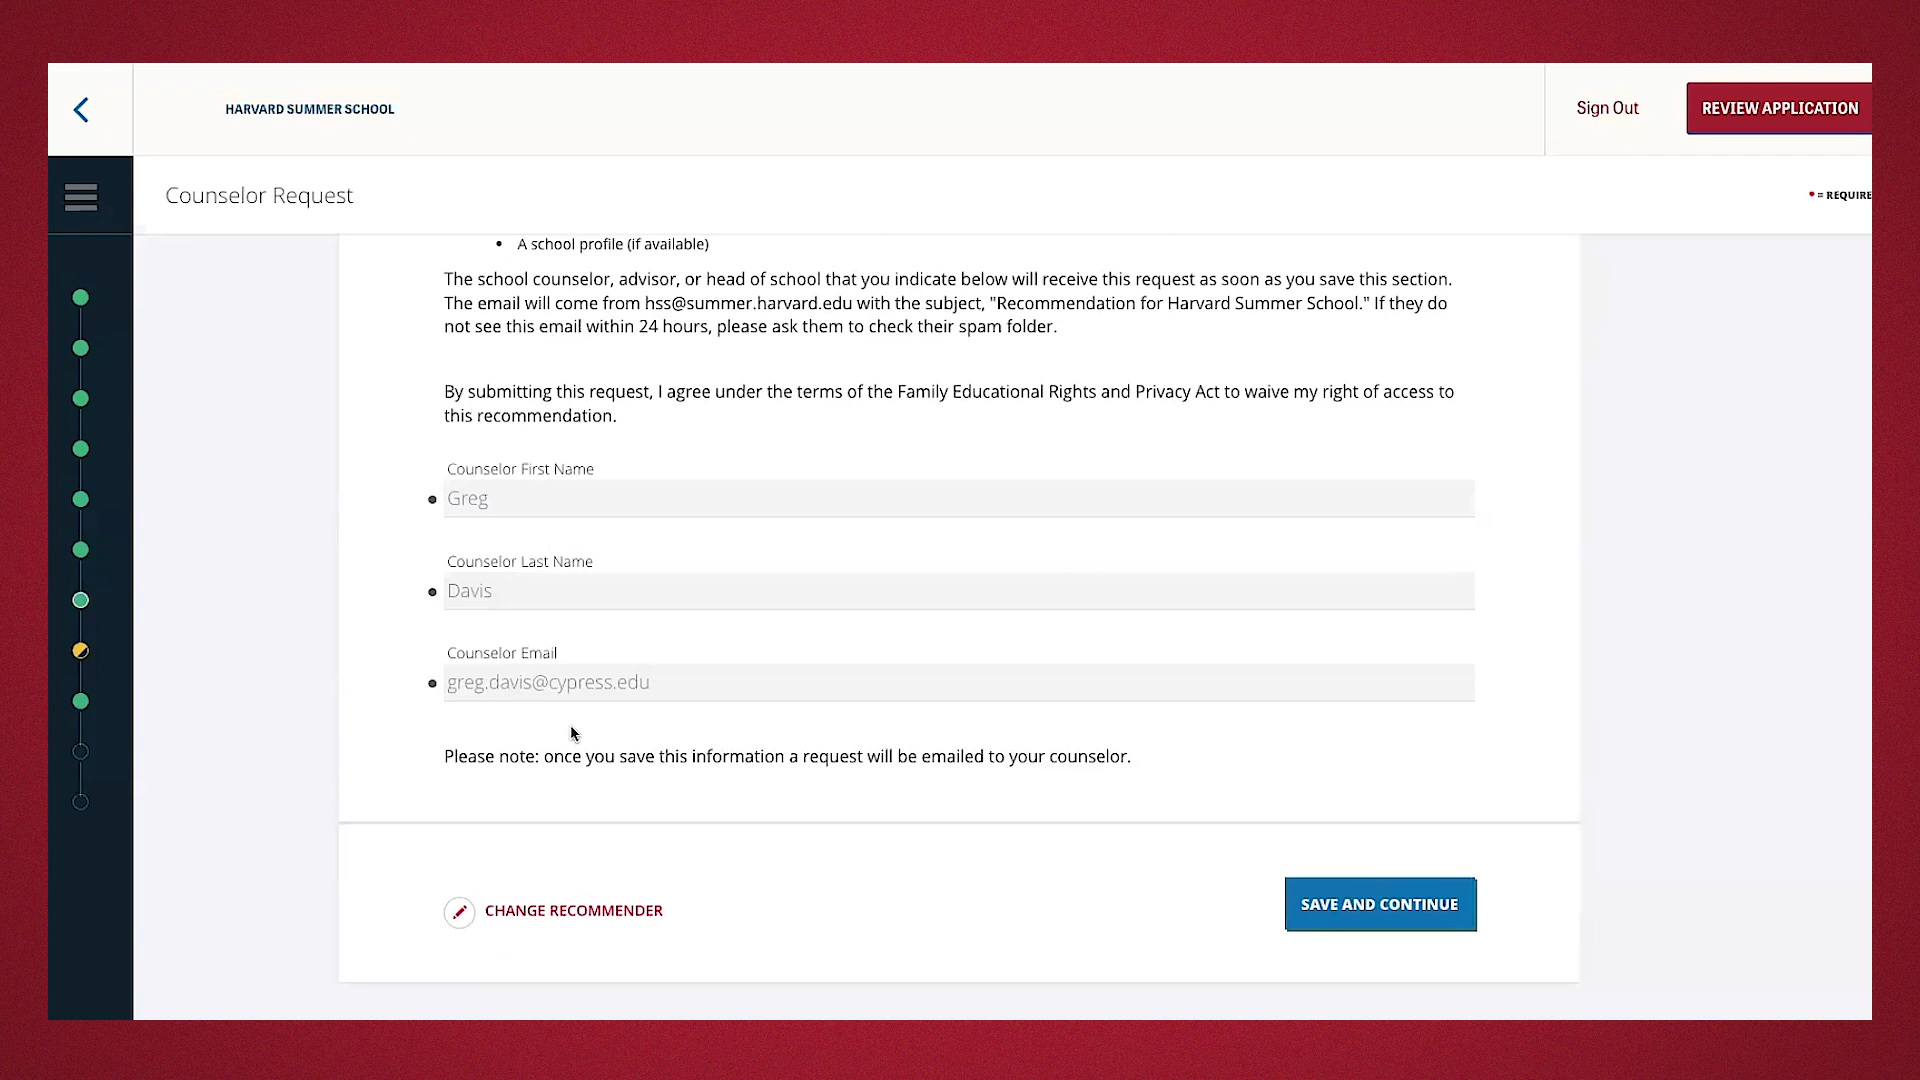 HARVARD SUMMER SCHOOL
Sign Out
REVIEW APPLICATION
Counselor Request
= REQUIRE
• A school profile (if available)
The school counselor, advisor, or head of school that you indicate below will receive this request as soon as you save this section.
The email will come from hss@summer.harvard.edu with the subject, "Recommendation for Harvard Summer School." If they do
not see this email within 24 hours, please ask them to check their spam folder.
By submitting this request, I agree under the terms of the Family Educational Rights and Privacy Act to waive my right of access to
this recommendation.
Counselor First Name
Greg
Counselor Last Name
Davis
Counselor Email
greg.davis@cypress.edu
Please note: once you save this information a request will be emailed to your counselor.
CHANGE RECOMMENDER
SAVE AND CONTINUE